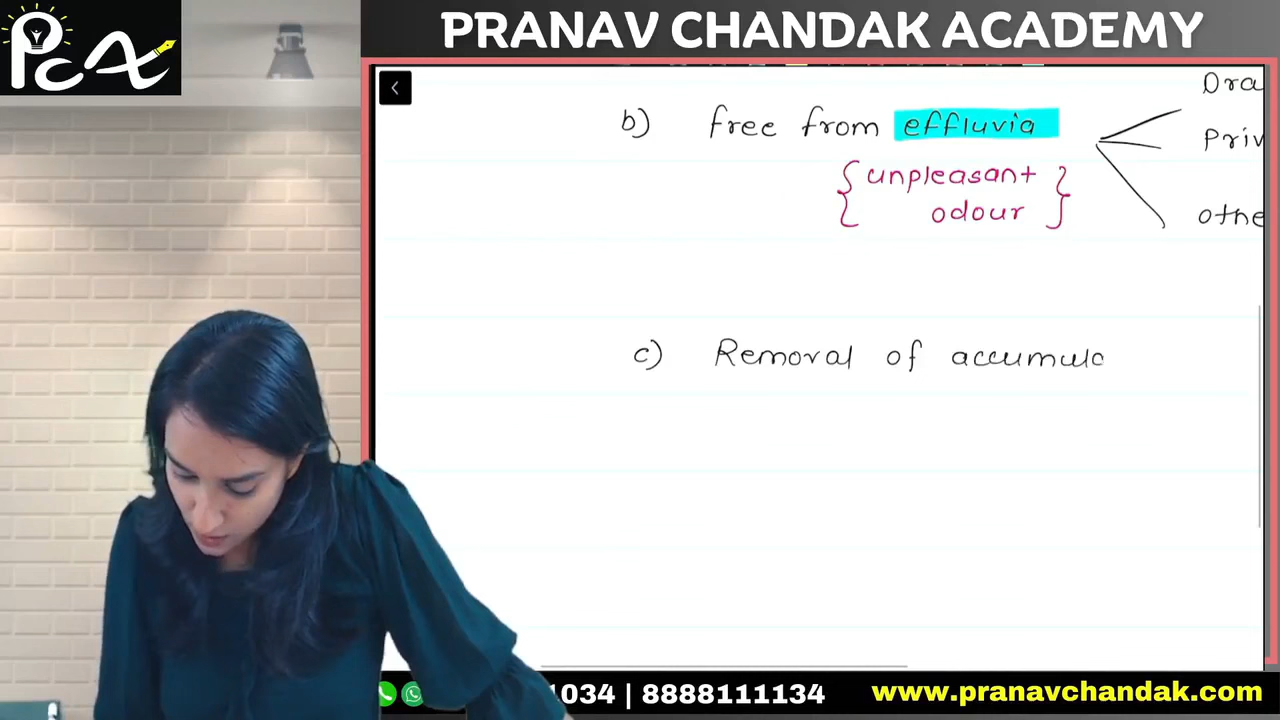 PCA
PRANAV CHANDAK ACADEMY
Dra
b) free from effluvia
Priv
{unpleasant
odour}
othe
c) Removal of accumula
1034 | 8888111134
www.pranavchandak.com